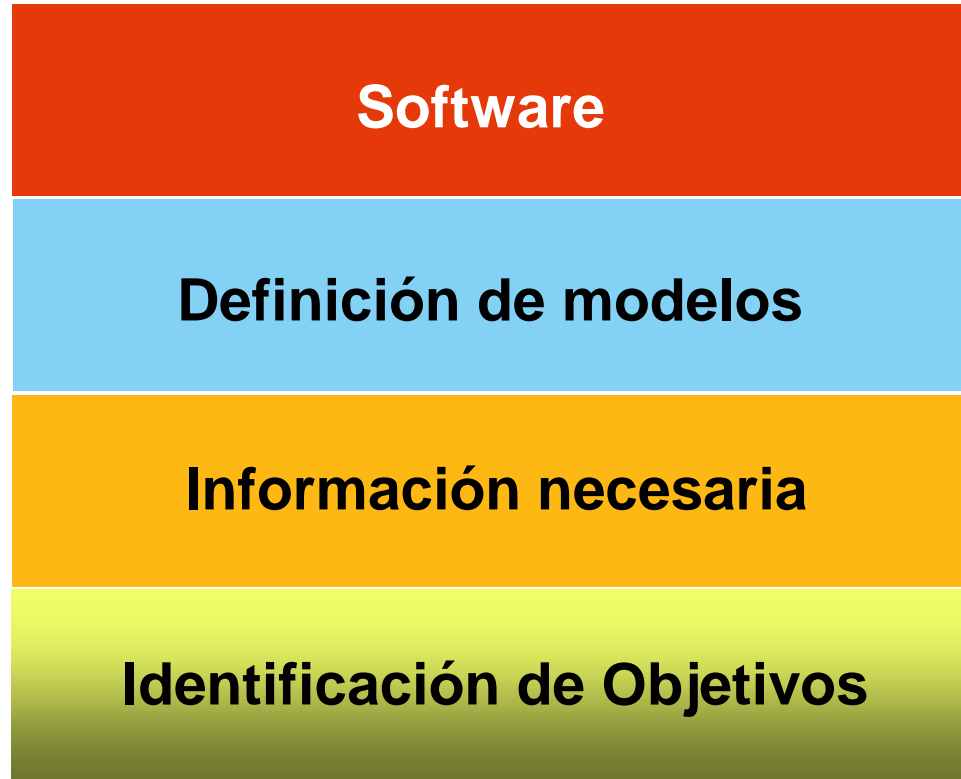 Software
Definición de modelos
Información necesaria
Identificación de Objetivos